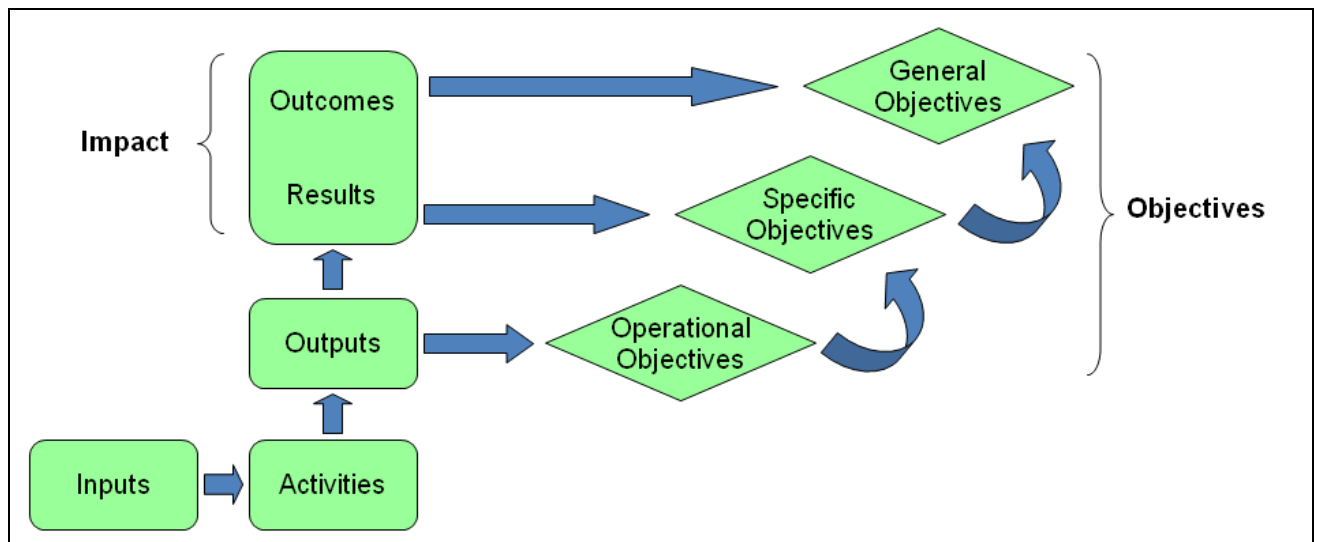 Impact
Outcomes
Results
General
Objectives
Specific
Objectives
Objectives
Outputs
Operational
Objectives
Inputs
Activities